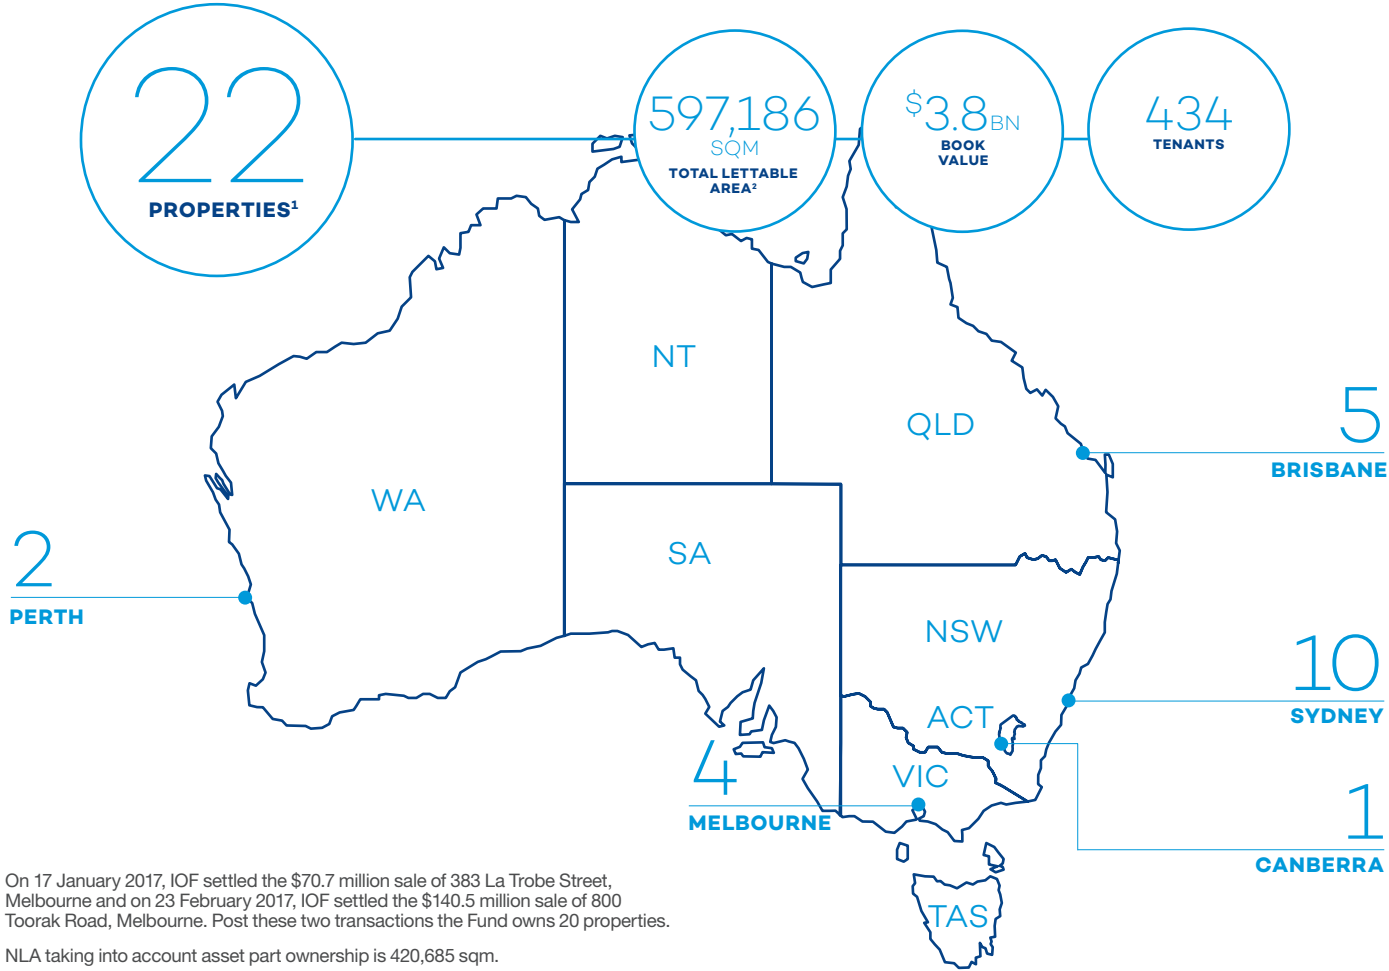 22
PROPERTIES¹
597,186
SQM
TOTAL LETTABLE
AREA²
$3.8BN
BOOK
VALUE
434
TENANTS
NT
QLD
WA
SA
NSW
ACT
VIC
TAS
5
BRISBANE
2
PERTH
10
SYDNEY
4
MELBOURNE
1
CANBERRA
On 17 January 2017, IOF settled the $70.7 million sale of 383 La Trobe Street,
Melbourne and on 23 February 2017, IOF settled the $140.5 million sale of 800
Toorak Road, Melbourne. Post these two transactions the Fund owns 20 properties.
NLA taking into account asset part ownership is 420,685 sqm.